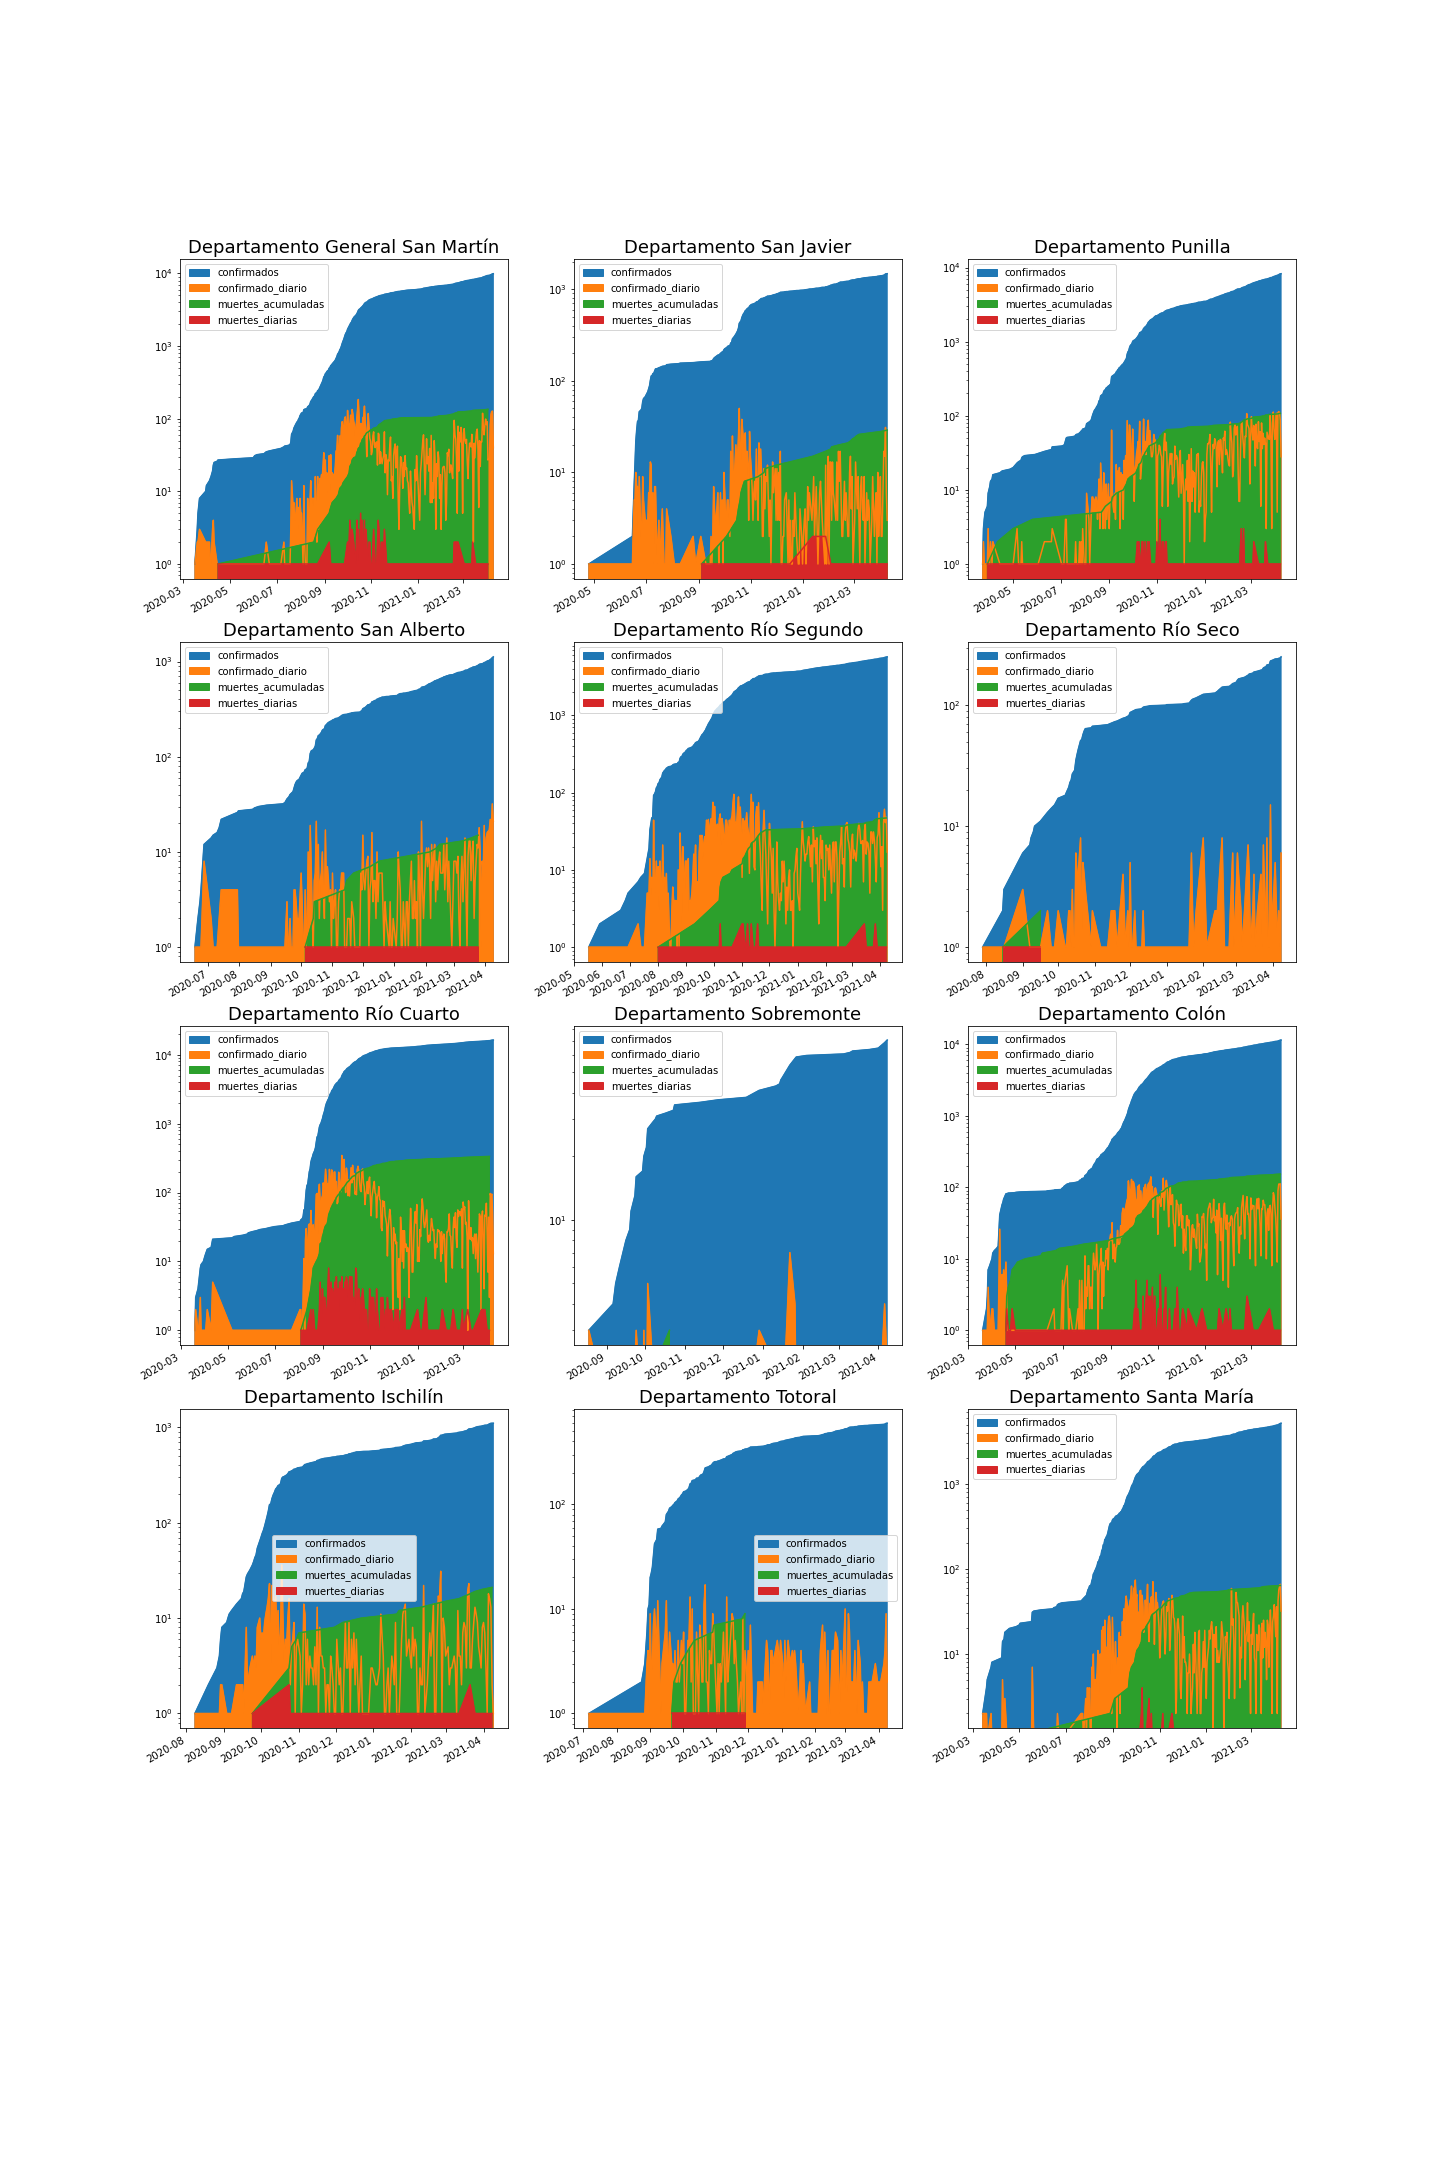 Departamento General San Martín
confirmados
confirmado_diario
muertes_acumuladas
muertes_diarias
10⁴
10³
10²
10¹
10⁰
2020-03 2020-05 2020-07 2020-09 2020-11 2021-01 2021-03
Departamento San Javier
confirmados
confirmado_diario
muertes_acumuladas
muertes_diarias
10³
10²
10¹
10⁰
2020-05 2020-07 2020-09 2020-11 2021-01 2021-03
Departamento Punilla
confirmados
confirmado_diario
muertes_acumuladas
muertes_diarias
10⁴
10³
10²
10¹
10⁰
2020-05 2020-07 2020-09 2020-11 2021-01 2021-03
Departamento San Alberto
confirmados
confirmado_diario
muertes_acumuladas
muertes_diarias
10³
10²
10¹
10⁰
2020-07 2020-08 2020-09 2020-10 2020-11 2020-12 2021-01 2021-02 2021-03 2021-04
Departamento Río Segundo
confirmados
confirmado_diario
muertes_acumuladas
muertes_diarias
10³
10²
10¹
10⁰
2020-05 2020-06 2020-07 2020-08 2020-09 2020-10 2020-11 2020-12 2021-01 2021-02 2021-03 2021-04
Departamento Río Seco
confirmados
confirmado_diario
muertes_acumuladas
muertes_diarias
10²
10¹
10⁰
2020-08 2020-09 2020-10 2020-11 2020-12 2021-01 2021-02 2021-03 2021-04
Departamento Río Cuarto
confirmados
confirmado_diario
muertes_acumuladas
muertes_diarias
10⁴
10³
10²
10¹
10⁰
2020-03 2020-05 2020-07 2020-09 2020-11 2021-01 2021-03
Departamento Sobremonte
confirmados
confirmado_diario
muertes_acumuladas
muertes_diarias
10¹
2020-09 2020-10 2020-11 2020-12 2021-01 2021-02 2021-03 2021-04
Departamento Colón
confirmados
confirmado_diario
muertes_acumuladas
muertes_diarias
10⁴
10³
10²
10¹
10⁰
2020-03 2020-05 2020-07 2020-09 2020-11 2021-01 2021-03
Departamento Ischilín
confirmados
confirmado_diario
muertes_acumuladas
muertes_diarias
10³
10²
10¹
10⁰
2020-08 2020-09 2020-10 2020-11 2020-12 2021-01 2021-02 2021-03 2021-04
Departamento Totoral
confirmados
confirmado_diario
muertes_acumuladas
muertes_diarias
10²
10¹
10⁰
2020-07 2020-08 2020-09 2020-10 2020-11 2020-12 2021-01 2021-02 2021-03 2021-04
Departamento Santa María
confirmados
confirmado_diario
muertes_acumuladas
muertes_diarias
10³
10²
10¹
2020-03 2020-05 2020-07 2020-09 2020-11 2021-01 2021-03